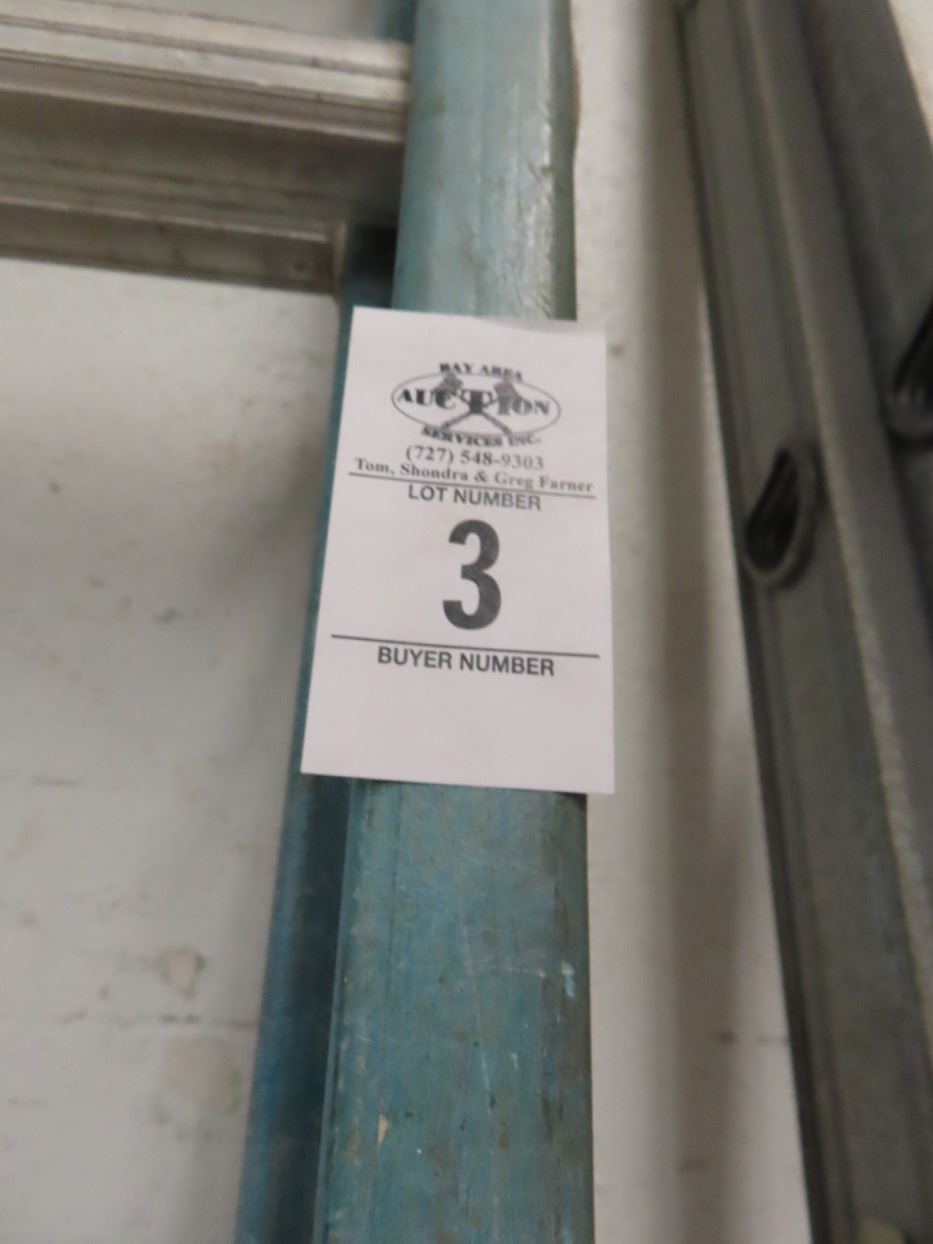 BAY AREA
AUCTION
SERVICES INC.
(727) 548-9303
Tom, Shondra & Greg Farner
LOT NUMBER
3
BUYER NUMBER